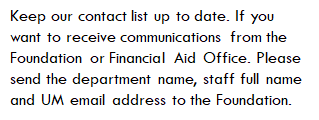 Keep our contact list up to date. If you
want to receive communications from the
Foundation or Financial Aid Office. Please
send the department name, staff full name
and UM email address to the Foundation.